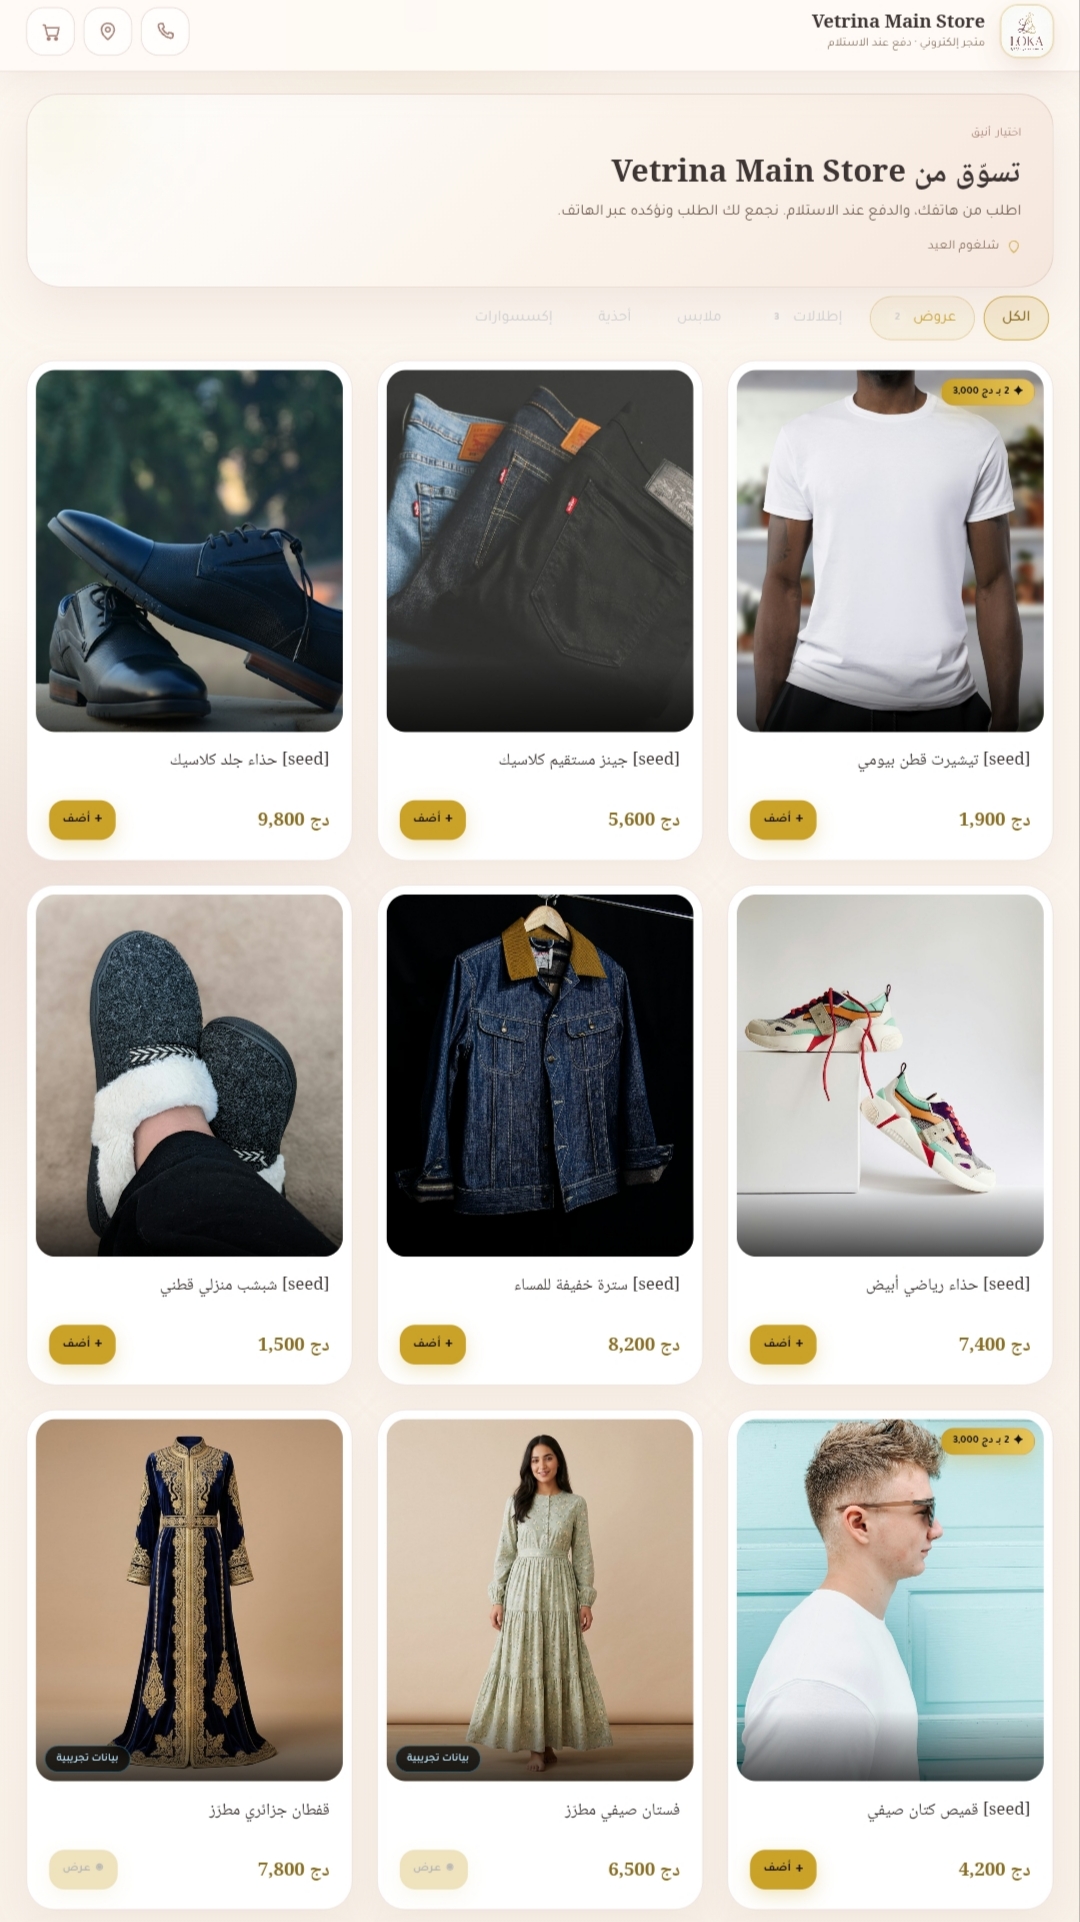 Vetrina Main Store
متجر إلكتروني · دفع عند الاستلام
LOKA
اختيار أنيق
تسوّق من Vetrina Main Store
اطلب من هاتفك، والدفع عند الاستلام. نجمع لك الطلب ونؤكده عبر الهاتف.
شلغوم العيد
الكل
عروض 2
إطلالات 3
ملابس
أحذية
إكسسوارات
✦ 2 بـ دج 3,000
[seed] تيشيرت قطن بيومي
دج 1,900
+ أضف
[seed] جينز مستقيم كلاسيك
دج 5,600
+ أضف
[seed] حذاء جلد كلاسيك
دج 9,800
+ أضف
[seed] حذاء رياضي أبيض
دج 7,400
+ أضف
[seed] سترة خفيفة للمساء
دج 8,200
+ أضف
[seed] شبشب منزلي قطني
دج 1,500
+ أضف
✦ 2 بـ دج 3,000
[seed] قميص كتان صيفي
دج 4,200
+ أضف
بيانات تجريبية
فستان صيفي مطرّز
دج 6,500
عرض
بيانات تجريبية
قفطان جزائري مطرّز
دج 7,800
عرض